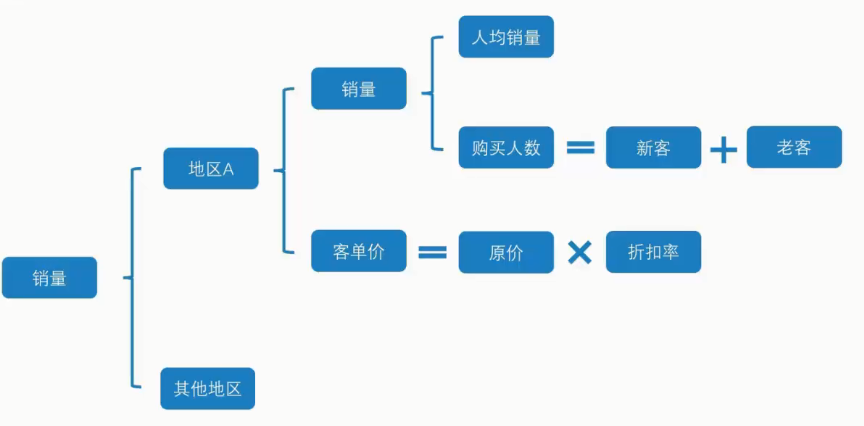 人均销量
销量
购买人数 = 新客 + 老客
地区A
客单价 = 原价 × 折扣率
销量
其他地区